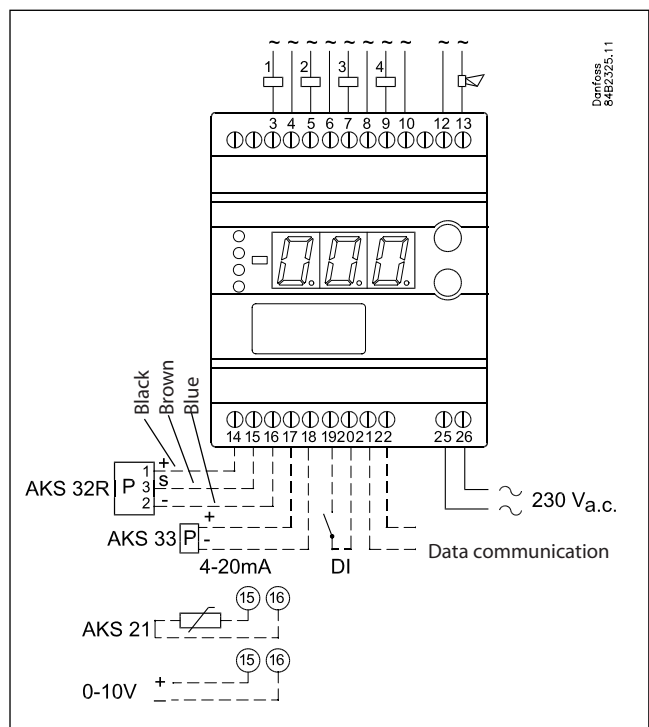 ~ ~ ~ ~ ~ ~ ~ ~ ~ ~
1 2 3 4
Danfoss
84B2325.11
3 4 5 6 7 8 9 10 12 13
0.0.0.
Black
Brown
Blue
14 15 16 17 18 19 20 21 22 25 26
AKS 32R P 1 + 3 S 2 -
230 Va.c.
AKS 33 P + -
4-20mA DI Data communication
15 16
AKS 21
15 16
0-10V + −